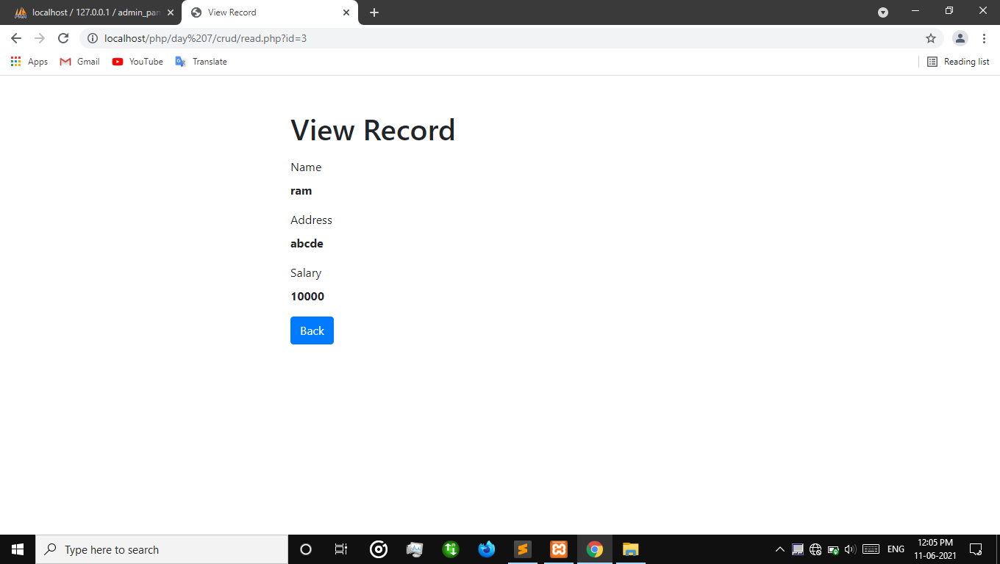 localhost / 127.0.0.1 / admin_pan
View Record
localhost/php/day%207/crud/read.php?id=3
Apps Gmail YouTube Translate Reading list
View Record
Name
ram
Address
abcde
Salary
10000
Back
Type here to search
ENG
12:05 PM
11-06-2021